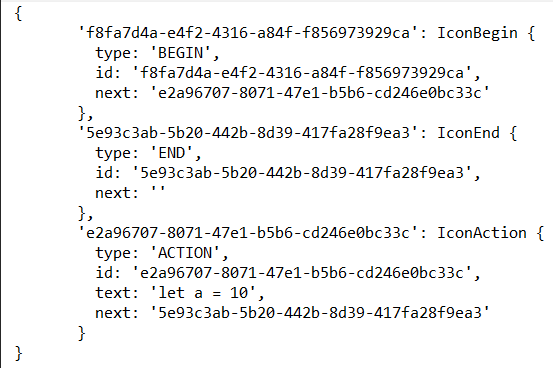 {
'f8fa7d4a-e4f2-4316-a84f-f856973929ca': IconBegin {
type: 'BEGIN',
id: 'f8fa7d4a-e4f2-4316-a84f-f856973929ca',
next: 'e2a96707-8071-47e1-b5b6-cd246e0bc33c'
},
'5e93c3ab-5b20-442b-8d39-417fa28f9ea3': IconEnd {
type: 'END',
id: '5e93c3ab-5b20-442b-8d39-417fa28f9ea3',
next: ''
},
'e2a96707-8071-47e1-b5b6-cd246e0bc33c': IconAction {
type: 'ACTION',
id: 'e2a96707-8071-47e1-b5b6-cd246e0bc33c',
text: 'let a = 10',
next: '5e93c3ab-5b20-442b-8d39-417fa28f9ea3'
}
}